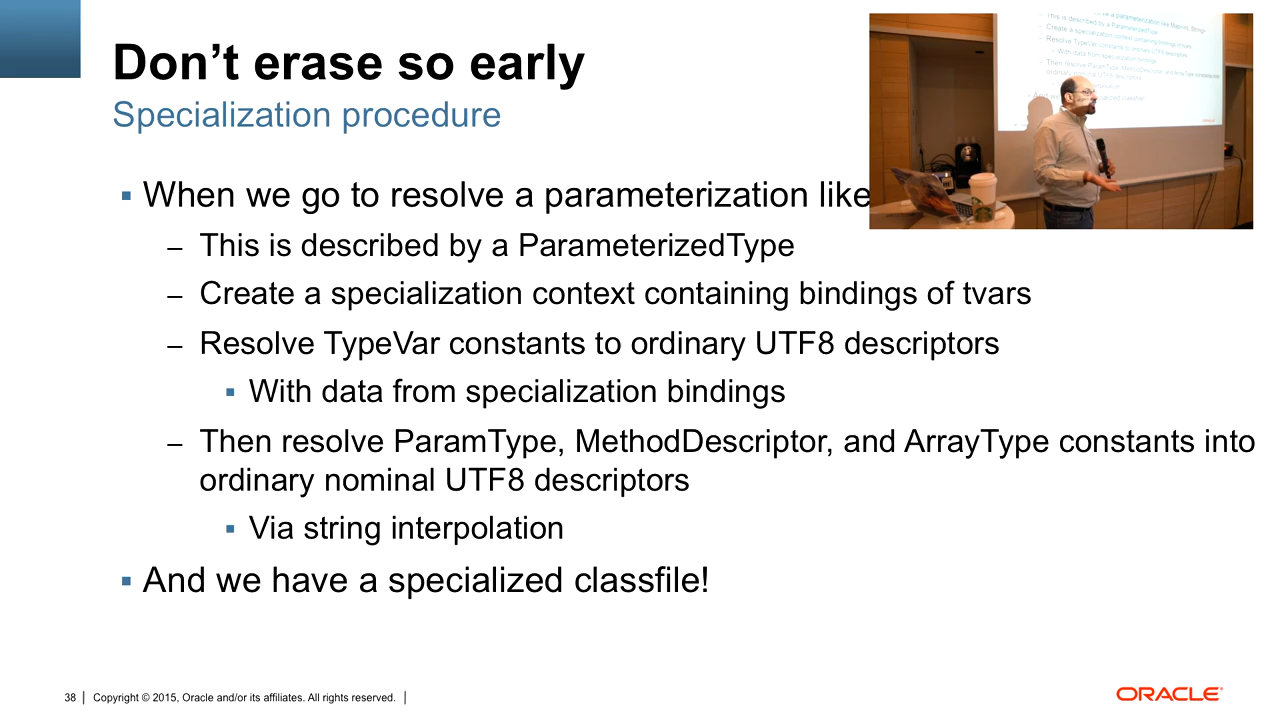 Don’t erase so early
Specialization procedure
▪ When we go to resolve a parameterization like
– This is described by a ParameterizedType
– Create a specialization context containing bindings of tvars
– Resolve TypeVar constants to ordinary UTF8 descriptors
▪ With data from specialization bindings
– Then resolve ParamType, MethodDescriptor, and ArrayType constants into
ordinary nominal UTF8 descriptors
▪ Via string interpolation
▪ And we have a specialized classfile!
38 | Copyright © 2015, Oracle and/or its affiliates. All rights reserved. |
ORACLE